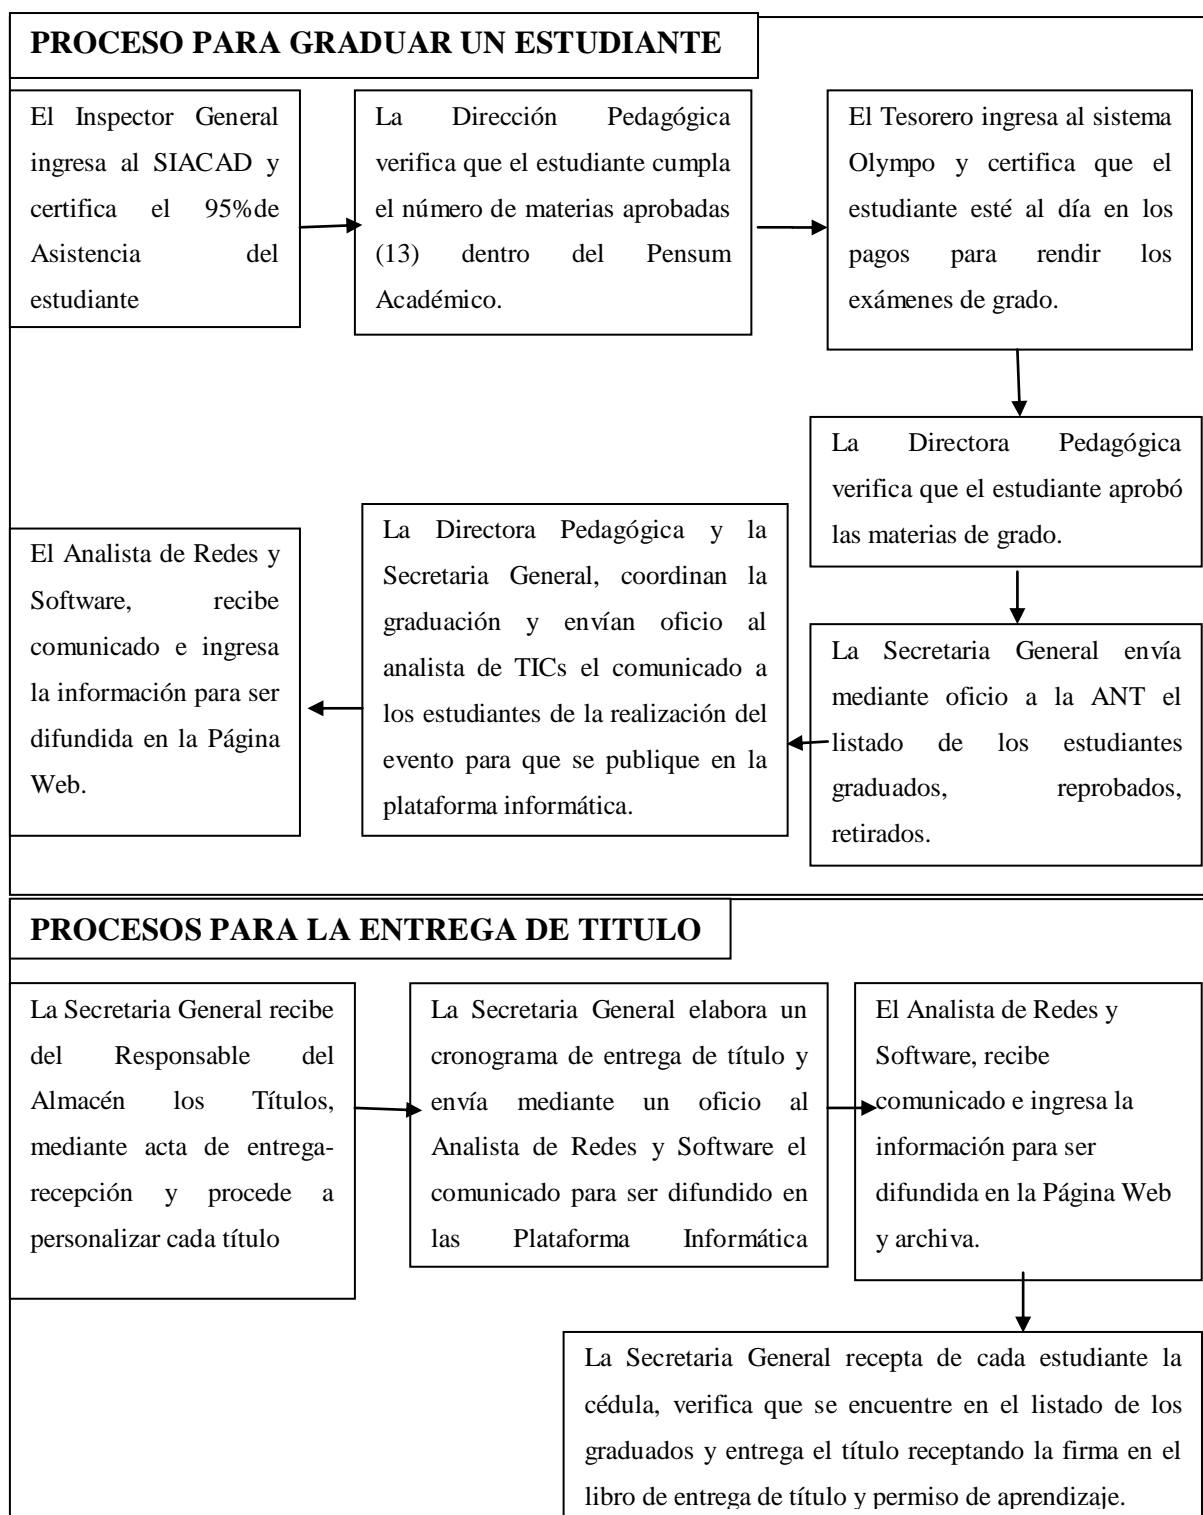 PROCESO PARA GRADUAR UN ESTUDIANTE
El Inspector General
ingresa al SIACAD y
certifica el 95%de
Asistencia del
estudiante
La Dirección Pedagógica
verifica que el estudiante cumpla
el número de materias aprobadas
(13) dentro del Pensum
Académico.
El Tesorero ingresa al sistema
Olympo y certifica que el
estudiante esté al día en los
pagos para rendir los
exámenes de grado.
La Directora Pedagógica
verifica que el estudiante aprobó
las materias de grado.
La Secretaria General envía
mediante oficio a la ANT el
listado de los estudiantes
graduados, reprobados,
retirados.
La Directora Pedagógica y la
Secretaria General, coordinan la
graduación y envían oficio al
analista de TICs el comunicado a
los estudiantes de la realización del
evento para que se publique en la
plataforma informática.
El Analista de Redes y
Software, recibe
comunicado e ingresa
la información para ser
difundida en la Página
Web.
PROCESOS PARA LA ENTREGA DE TITULO
La Secretaria General recibe
del Responsable del
Almacén los Títulos,
mediante acta de entrega-
recepción y procede a
personalizar cada título
La Secretaria General elabora un
cronograma de entrega de título y
envía mediante un oficio al
Analista de Redes y Software el
comunicado para ser difundido en
las Plataforma Informática
El Analista de Redes y
Software, recibe
comunicado e ingresa la
información para ser
difundida en la Página Web
y archiva.
La Secretaria General recepta de cada estudiante la
cédula, verifica que se encuentre en el listado de los
graduados y entrega el título receptando la firma en el
libro de entrega de título y permiso de aprendizaje.